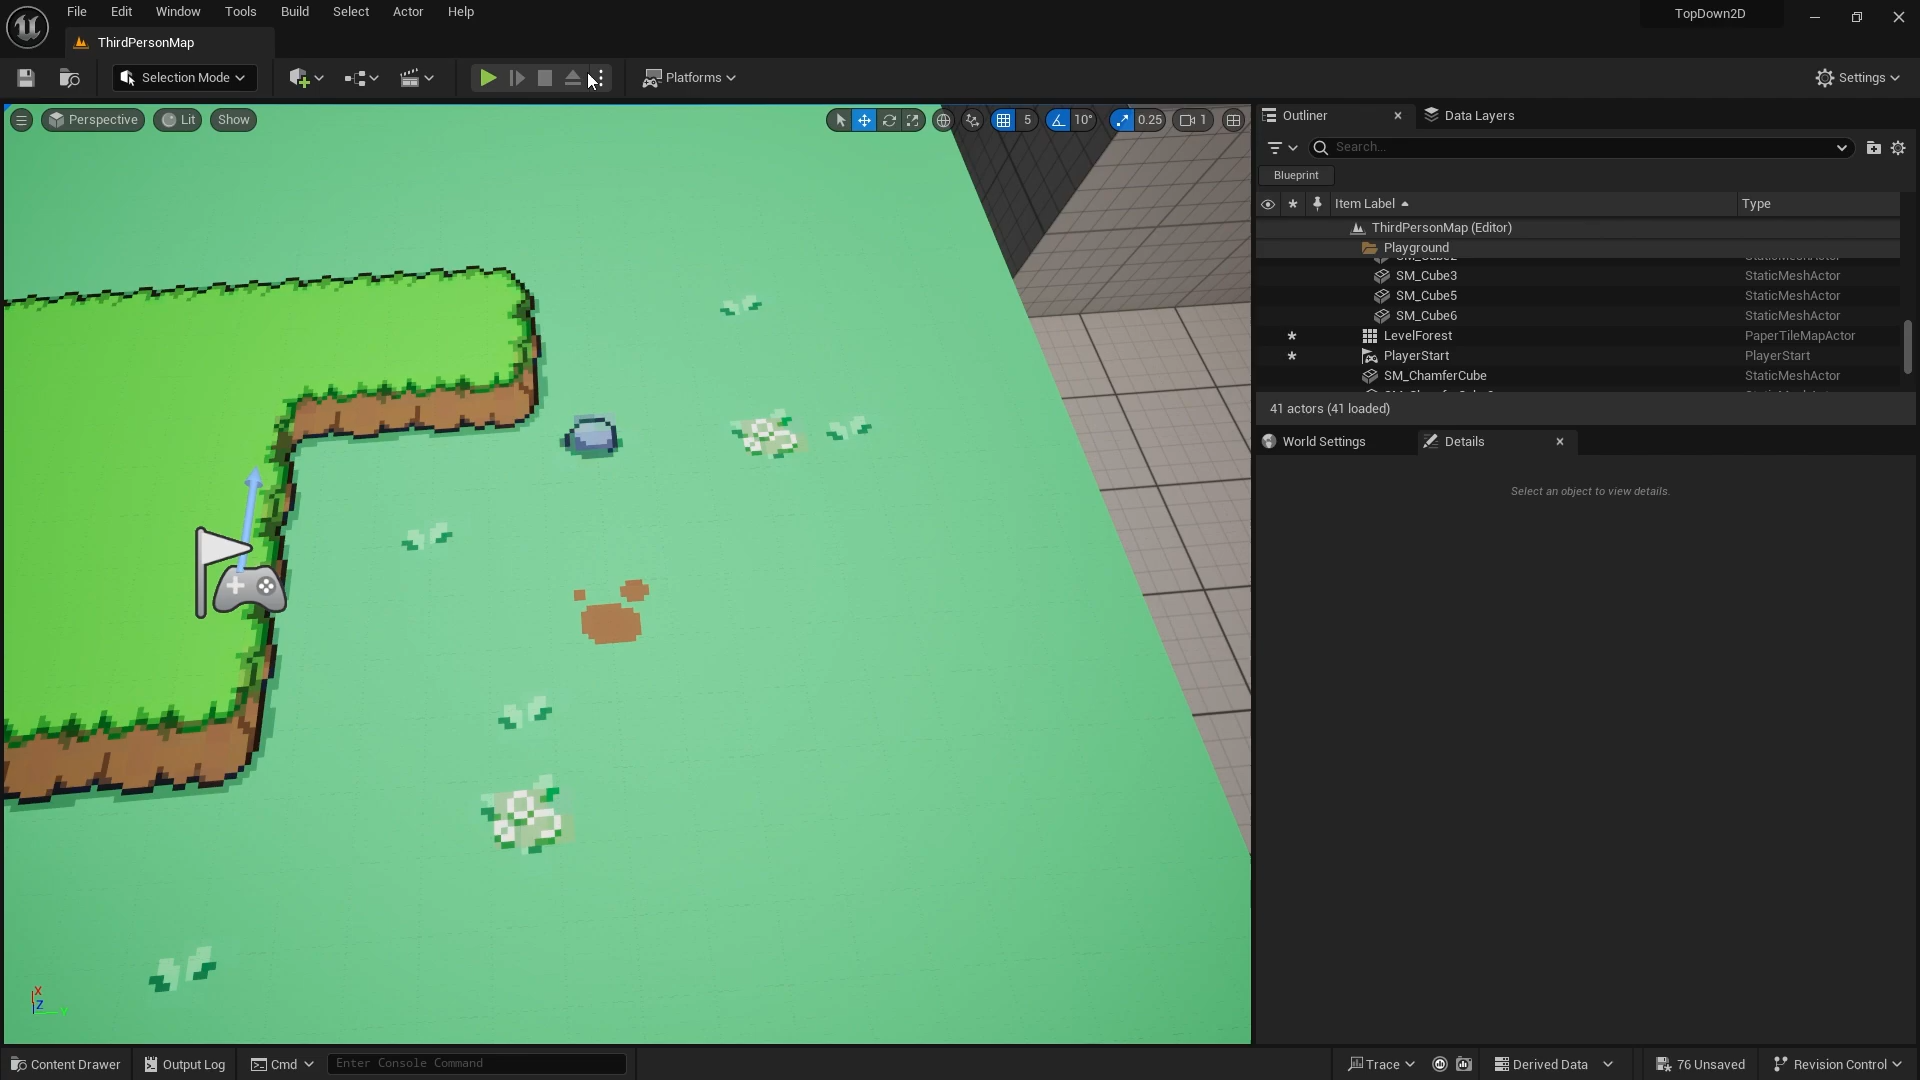 File Edit Window Tools Build Select Actor Help
TopDown2D
ThirdPersonMap
Selection Mode
Platforms
Settings
Perspective Lit Show
5 10° 0.25 1
Outliner Data Layers
Search...
Blueprint
Item Label Type
ThirdPersonMap (Editor)
Playground
SM_Cube2 StaticMeshActor
SM_Cube3 StaticMeshActor
SM_Cube5 StaticMeshActor
SM_Cube6 StaticMeshActor
LevelForest PaperTileMapActor
PlayerStart PlayerStart
SM_ChamferCube StaticMeshActor
41 actors (41 loaded)
World Settings Details
Select an object to view details.
X
Z
Content Drawer Output Log Cmd Enter Console Command
Trace Derived Data 76 Unsaved Revision Control